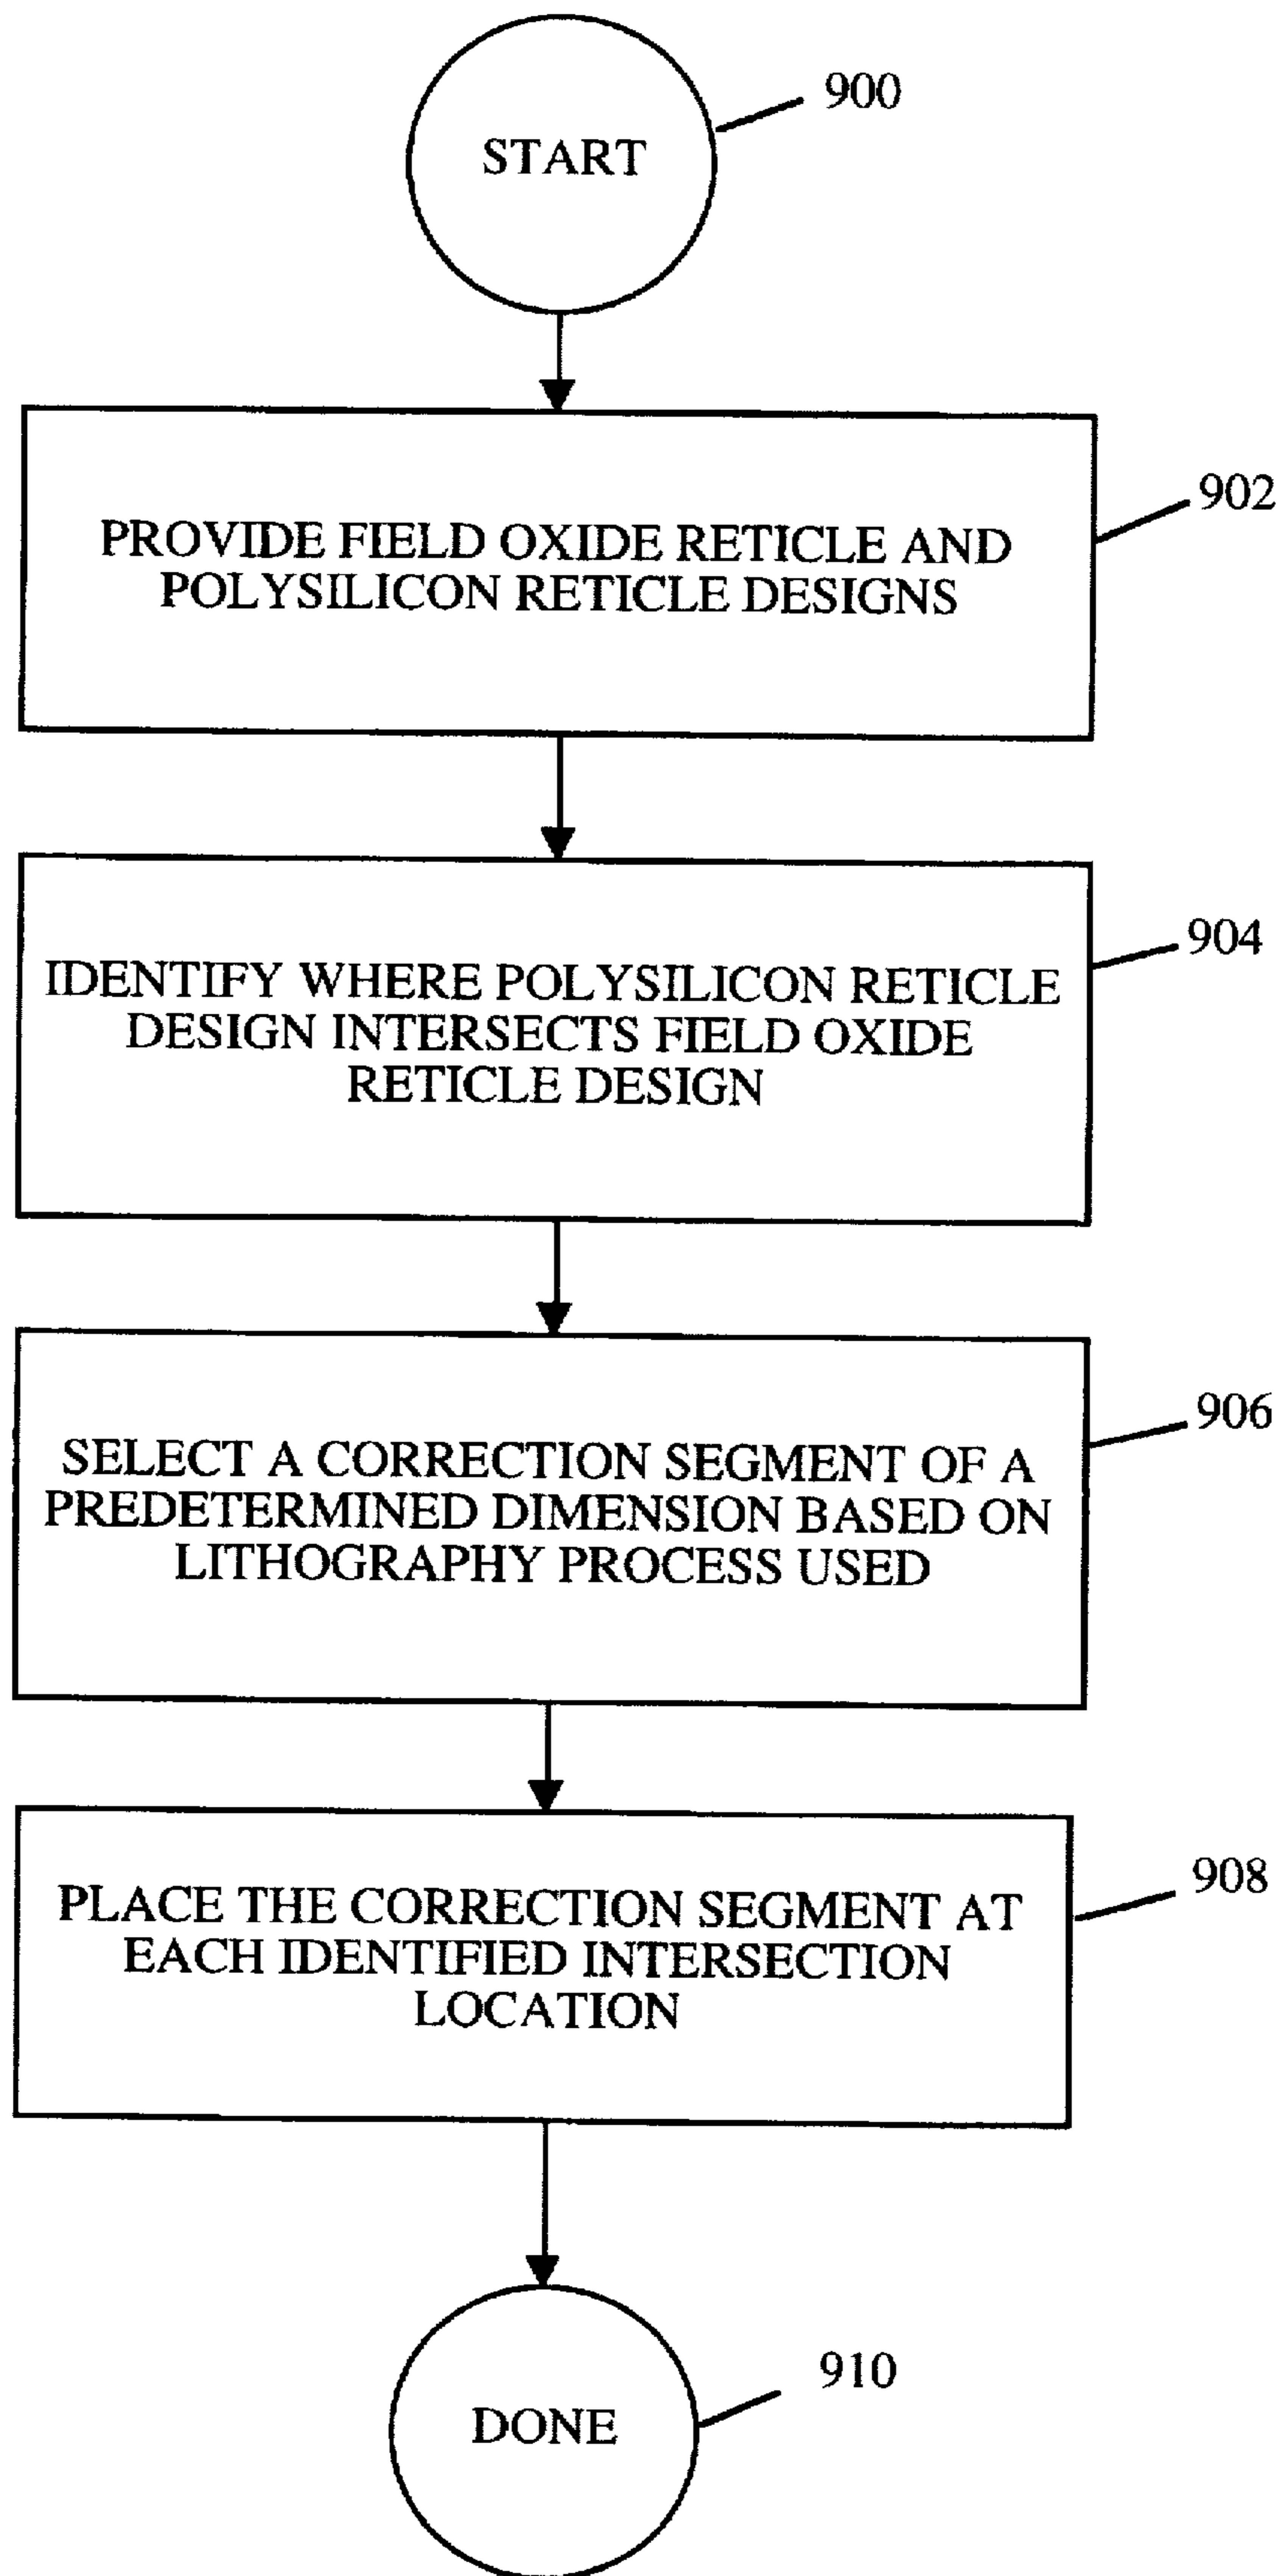 START
900
PROVIDE FIELD OXIDE RETICLE AND
POLYSILICON RETICLE DESIGNS
902
IDENTIFY WHERE POLYSILICON RETICLE
DESIGN INTERSECTS FIELD OXIDE
RETICLE DESIGN
904
SELECT A CORRECTION SEGMENT OF A
PREDETERMINED DIMENSION BASED ON
LITHOGRAPHY PROCESS USED
906
PLACE THE CORRECTION SEGMENT AT
EACH IDENTIFIED INTERSECTION
LOCATION
908
DONE
910